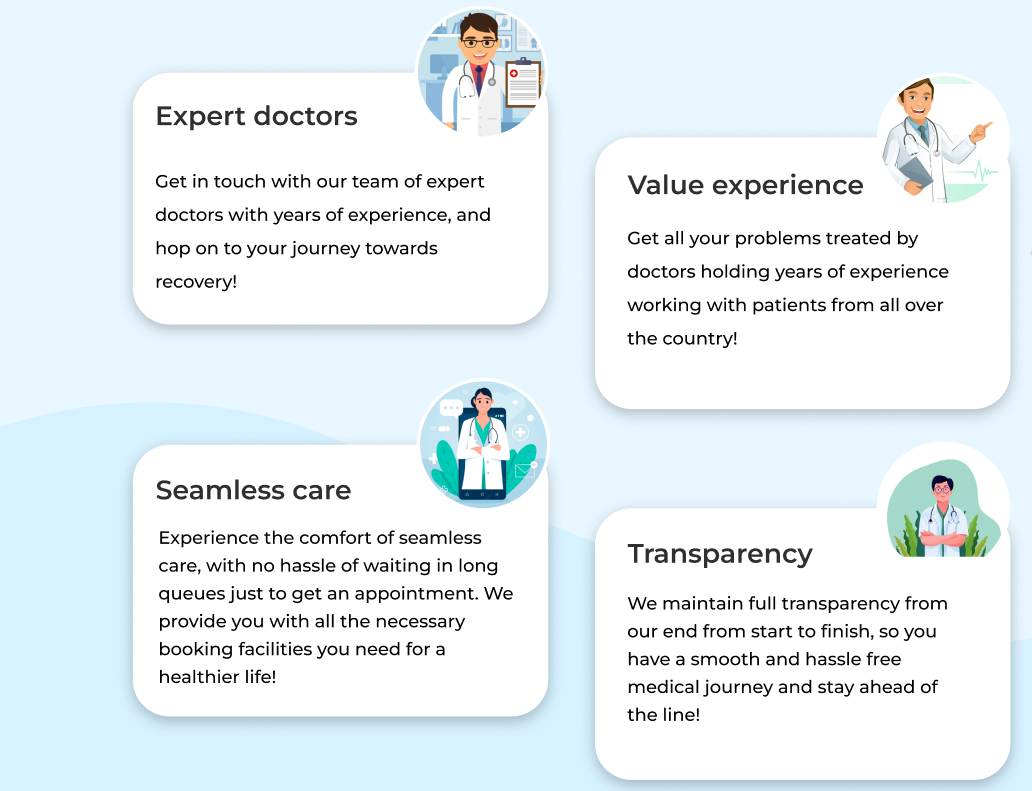 Expert doctors
Get in touch with our team of expert
doctors with years of experience, and
hop on to your journey towards
recovery!
Value experience
Get all your problems treated by
doctors holding years of experience
working with patients from all over
the country!
Seamless care
Experience the comfort of seamless
care, with no hassle of waiting in long
queues just to get an appointment. We
provide you with all the necessary
booking facilities you need for a
healthier life!
Transparency
We maintain full transparency from
our end from start to finish, so you
have a smooth and hassle free
medical journey and stay ahead of
the line!